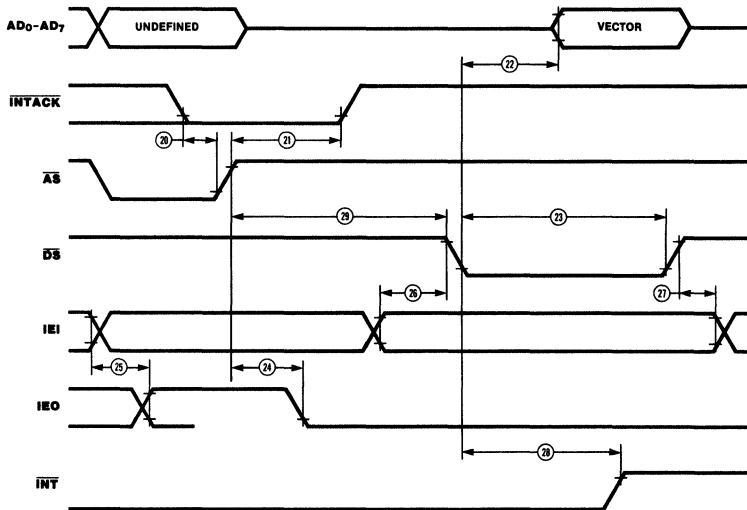 AD₀-AD₇
UNDEFINED
VECTOR
22
INTACK
20
21
AS
29
23
DS
26
27
IEI
25
24
IEO
28
INT